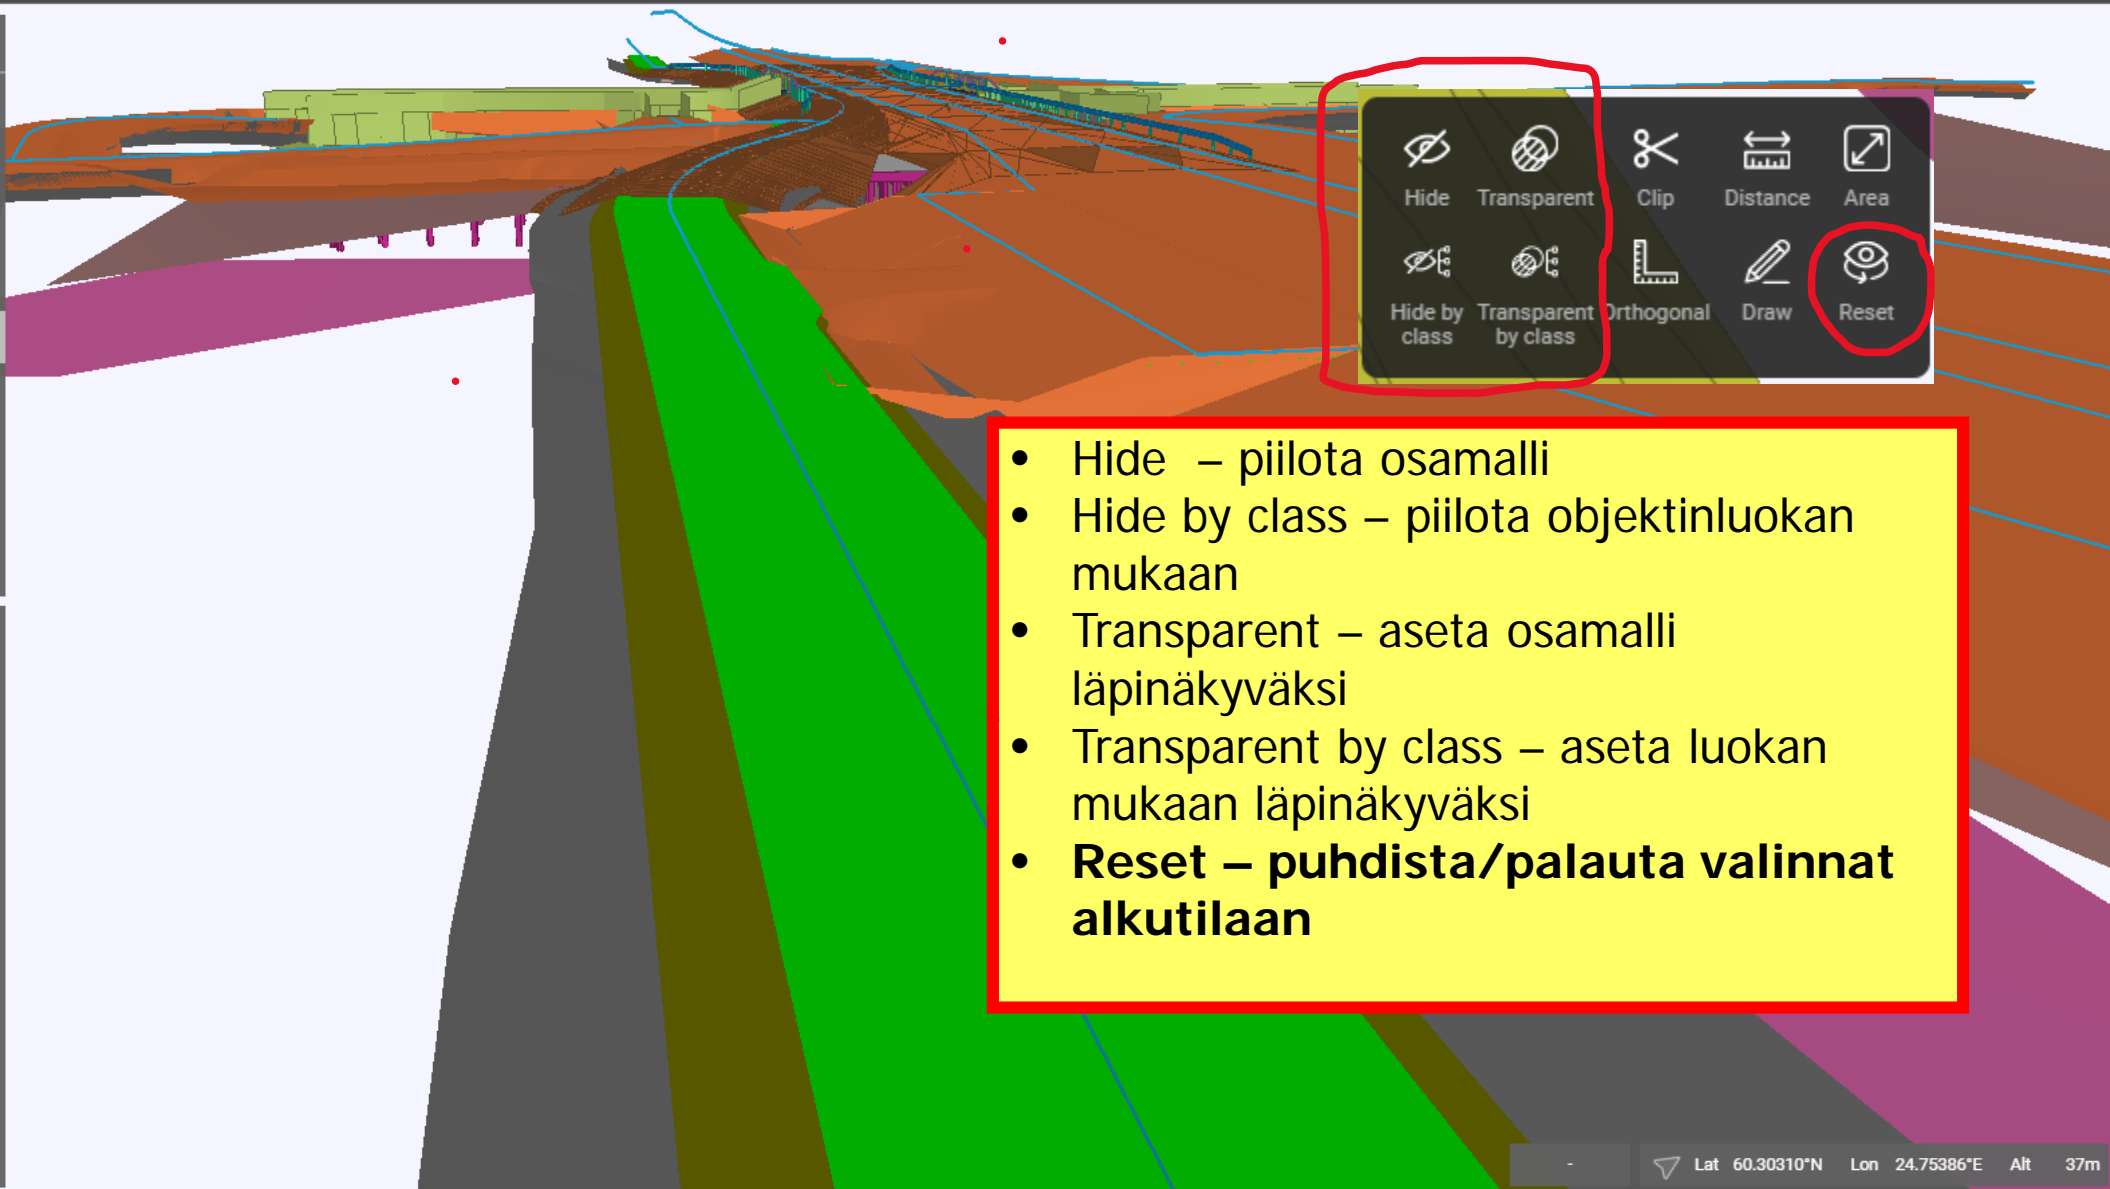 Hide Transparent Clip Distance Area
Hide by Transparent Orthogonal Draw Reset
class by class
• Hide – piilota osamalli
• Hide by class – piilota objektinluokan
mukaan
• Transparent – aseta osamalli
läpinäkyväksi
• Transparent by class – aseta luokan
mukaan läpinäkyväksi
• Reset – puhdista/palauta valinnat
alkutilaan
- Lat 60.30310°N Lon 24.75386°E Alt 37m